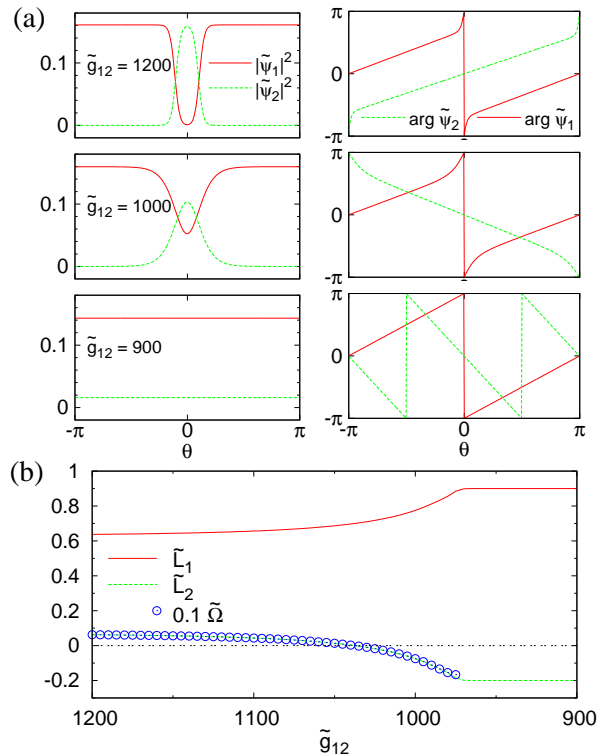 (a)
0.1
0
g̃12 = 1200
|ψ̃1|²
|ψ̃2|²
π
0
-π
arg ψ̃2
arg ψ̃1
0.1
0
g̃12 = 1000
π
0
-π
0.1
0
g̃12 = 900
-π
0
π
θ
π
0
-π
-π
0
π
θ
(b)
1
0.8
0.6
0.4
0.2
0
-0.2
L̃1
L̃2
0.1 Ω̃
1200
1100
1000
900
g̃12